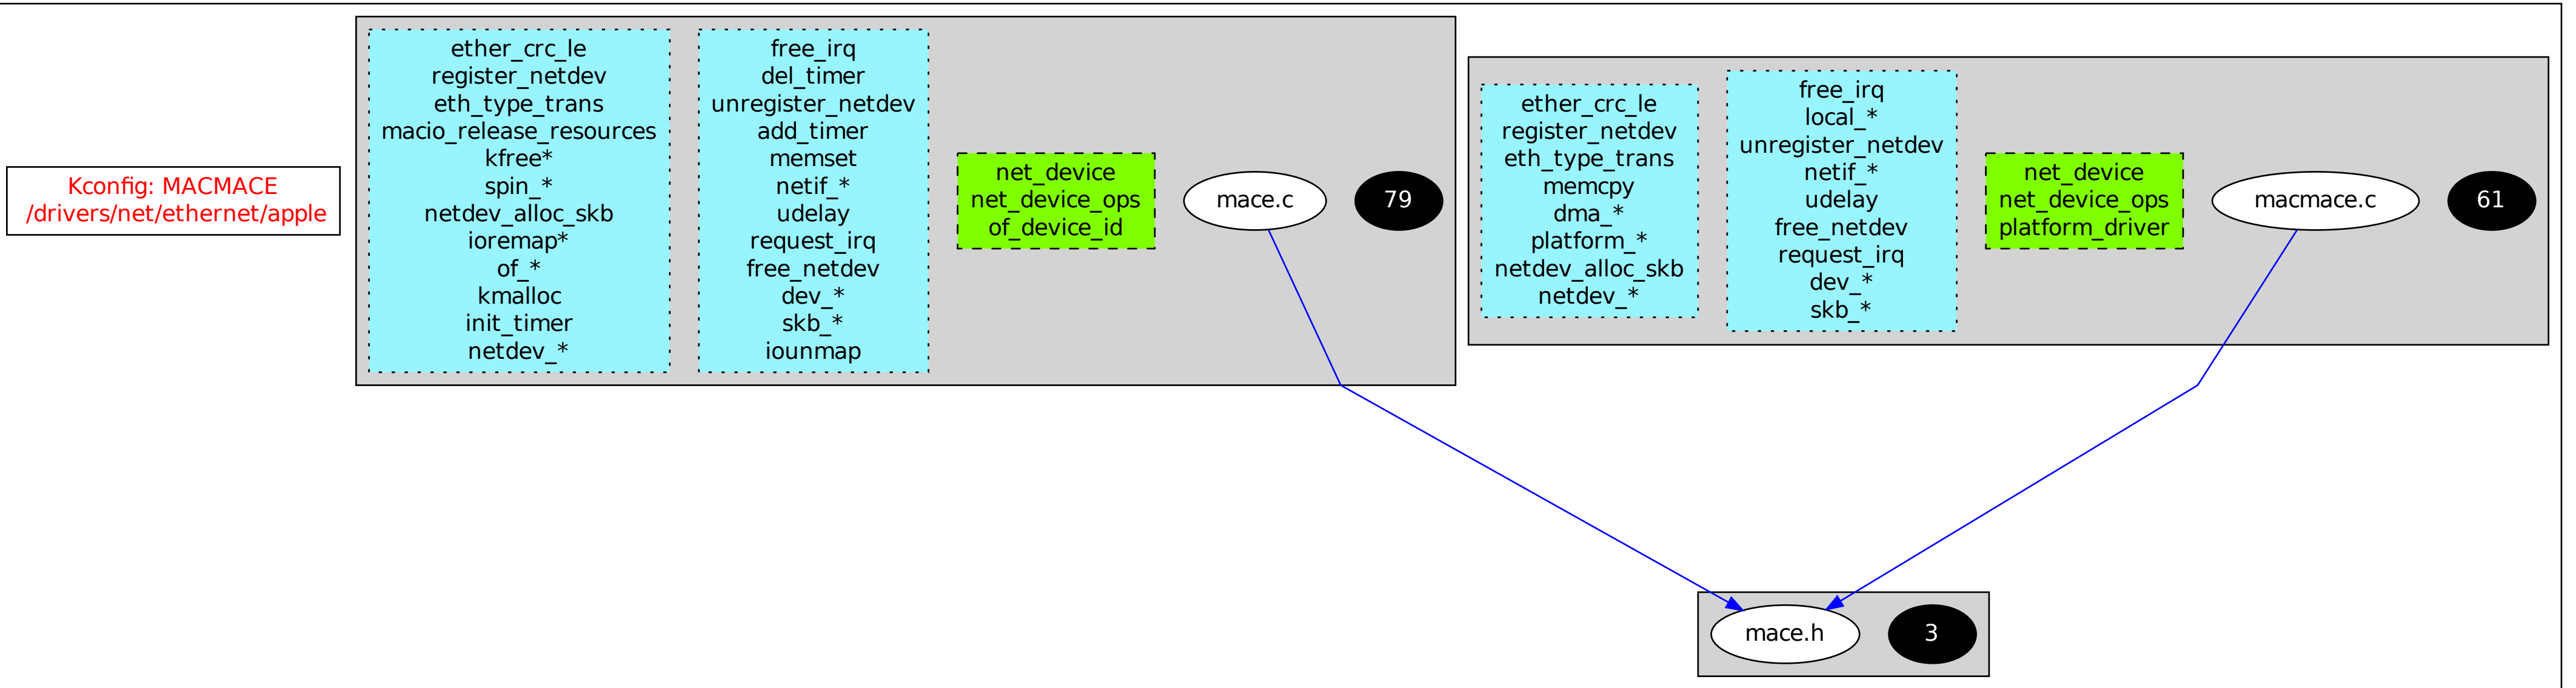 Kconfig: MACMACE
/drivers/net/ethernet/apple
ether_crc_le
register_netdev
eth_type_trans
macio_release_resources
kfree*
spin_*
netdev_alloc_skb
ioremap*
of_*
kmalloc
init_timer
netdev_*
free_irq
del_timer
unregister_netdev
add_timer
memset
netif_*
udelay
request_irq
free_netdev
dev_*
skb_*
iounmap
net_device
net_device_ops
of_device_id
mace.c
79
ether_crc_le
register_netdev
eth_type_trans
memcpy
dma_*
platform_*
netdev_alloc_skb
netdev_*
free_irq
local_*
unregister_netdev
netif_*
udelay
free_netdev
request_irq
dev_*
skb_*
net_device
net_device_ops
platform_driver
macmace.c
61
mace.h
3